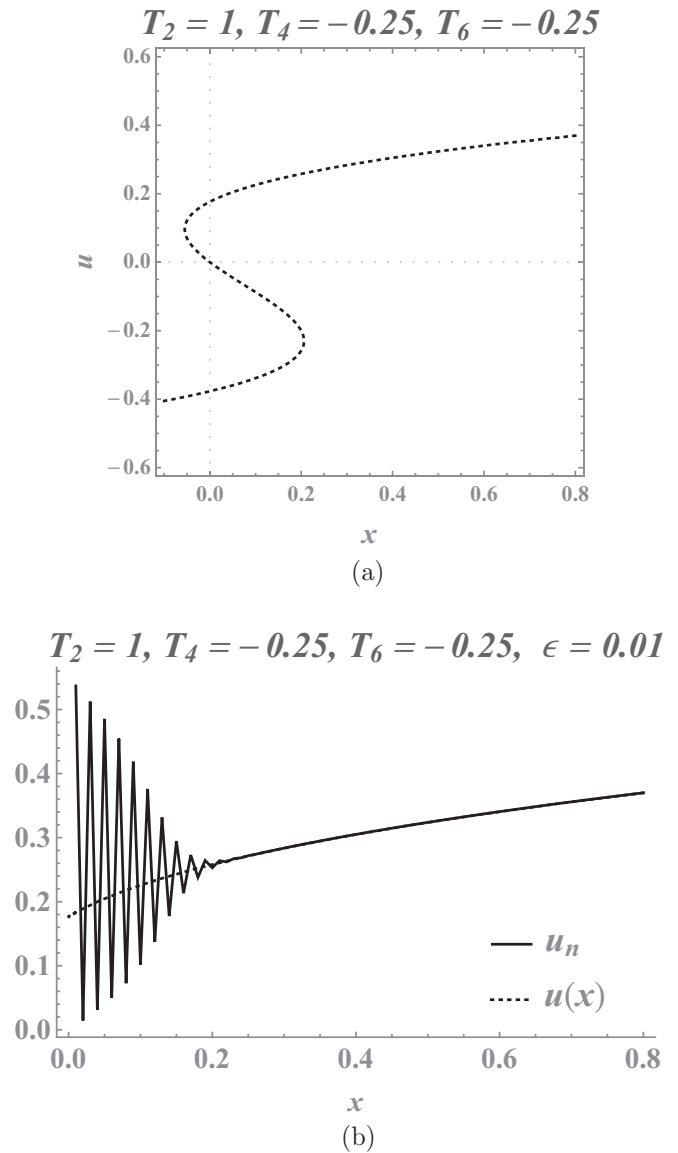 T₂ = 1, T₄ = −0.25, T₆ = −0.25
0.6
0.4
0.2
0.0
−0.2
−0.4
−0.6
u
0.0 0.2 0.4 0.6 0.8
x
(a)
T₂ = 1, T₄ = −0.25, T₆ = −0.25, ϵ = 0.01
0.5
0.4
0.3
0.2
0.1
0.0
uₙ
u(x)
0.0 0.2 0.4 0.6 0.8
x
(b)